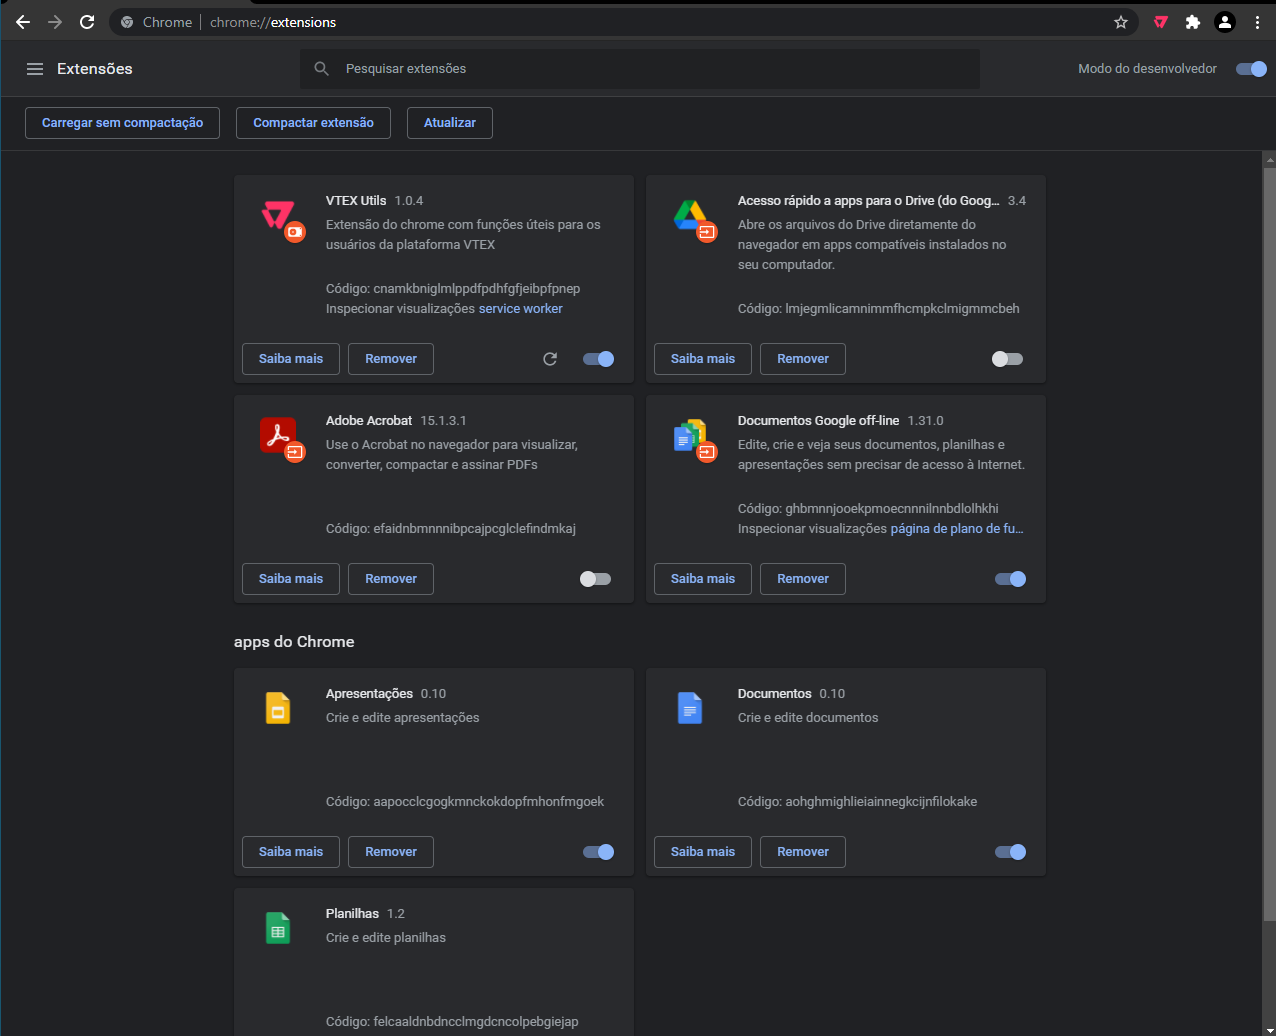 Chrome | chrome://extensions
Extensões
Pesquisar extensões
Modo do desenvolvedor
Carregar sem compactação
Compactar extensão
Atualizar
VTEX Utils 1.0.4
Extensão do chrome com funções úteis para os
usuários da plataforma VTEX
Código: cnamkbniglmlppdfpdhfgfjeibpfpnep
Inspecionar visualizações service worker
Saiba mais
Remover
Acesso rápido a apps para o Drive (do Goog... 3.4
Abre os arquivos do Drive diretamente do
navegador em apps compatíveis instalados no
seu computador.
Código: lmjegmlicamnimmfhcmpkclmigmmcbeh
Saiba mais
Remover
Adobe Acrobat 15.1.3.1
Use o Acrobat no navegador para visualizar,
converter, compactar e assinar PDFs
Código: efaidnbmnnnibpcajpcglclefindmkaj
Saiba mais
Remover
Documentos Google off-line 1.31.0
Edite, crie e veja seus documentos, planilhas e
apresentações sem precisar de acesso à Internet.
Código: ghbmnnjooekpmoecnnnilnnbdlolhkhi
Inspecionar visualizações página de plano de fu...
Saiba mais
Remover
apps do Chrome
Apresentações 0.10
Crie e edite apresentações
Código: aapocclcgogkmnckokdopfmhonfmgoek
Saiba mais
Remover
Documentos 0.10
Crie e edite documentos
Código: aohghmighlieiainnegkcijnfilokake
Saiba mais
Remover
Planilhas 1.2
Crie e edite planilhas
Código: felcaaldnbdncclmgdcncolpebgiejap